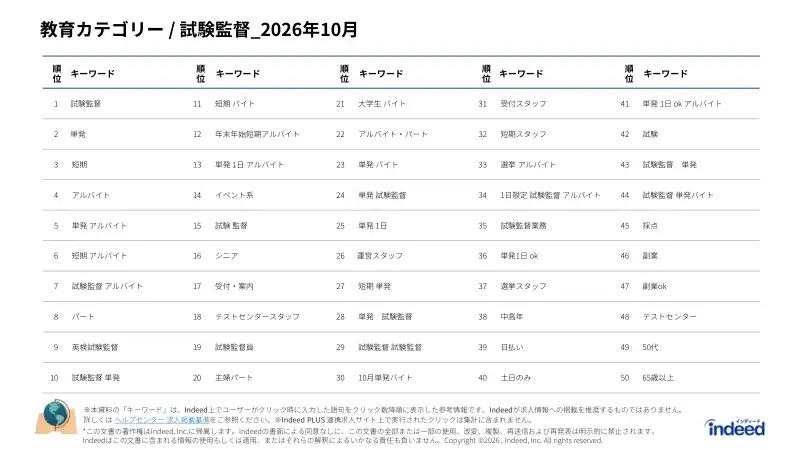 教育カテゴリー / 試験監督_2026年10月
順位 キーワード 順位 キーワード 順位 キーワード 順位 キーワード 順位 キーワード
1 試験監督 11 短期 バイト 21 大学生 バイト 31 受付スタッフ 41 単発 1日 ok アルバイト
2 単発 12 年末年始短期アルバイト 22 アルバイト・パート 32 短期スタッフ 42 試験
3 短期 13 単発 1日 アルバイト 23 単発 バイト 33 選挙 アルバイト 43 試験監督　単発
4 アルバイト 14 イベント系 24 単発 試験監督 34 1日限定 試験監督 アルバイト 44 試験監督 単発バイト
5 単発 アルバイト 15 試験 監督 25 単発 1日 35 試験監督業務 45 採点
6 短期 アルバイト 16 シニア 26 運営スタッフ 36 単発1日 ok 46 副業
7 試験監督 アルバイト 17 受付・案内 27 短期 単発 37 選挙スタッフ 47 副業ok
8 パート 18 テストセンタースタッフ 28 単発　試験監督 38 中高年 48 テストセンター
9 英検試験監督 19 試験監督員 29 試験監督 試験監督 39 日払い 49 50代
10 試験監督 単発 20 主婦パート 30 10月単発バイト 40 土日のみ 50 65歳以上
※本資料の「キーワード」は、Indeed上でユーザーがクリック時に入力した語句をクリック数降順に表示した参考情報です。Indeedが求人情報への掲載を推奨するものではありません。
詳しくは ヘルプセンター 求人掲載基準をご参照ください。※Indeed PLUS 連携求人サイト上で実行されたクリックは集計に含まれません。
*この文書の著作権はIndeed, Inc.に帰属します。Indeedの書面による同意なしに、この文書の全部または一部の使用、改変、複製、再送信および再発表は明示的に禁止されます。
Indeedはこの文書に含まれる情報の使用もしくは適用、またはそれらの解釈によるいかなる責任も負いません。Copyright ©2026 , Indeed, Inc. All rights reserved.
インディード
indeed